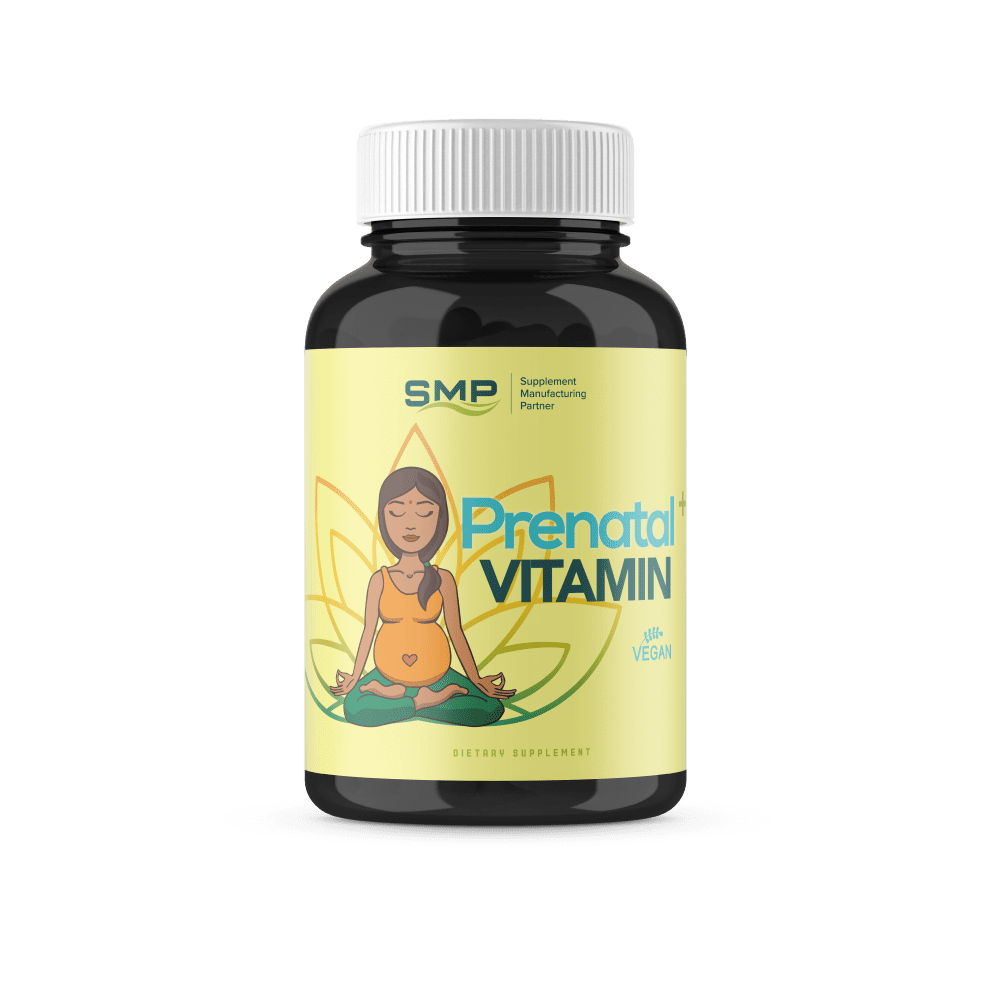 SMP
Supplement
Manufacturing
Partner
Prenatal+
VITAMIN
VEGAN
DIETARY SUPPLEMENT